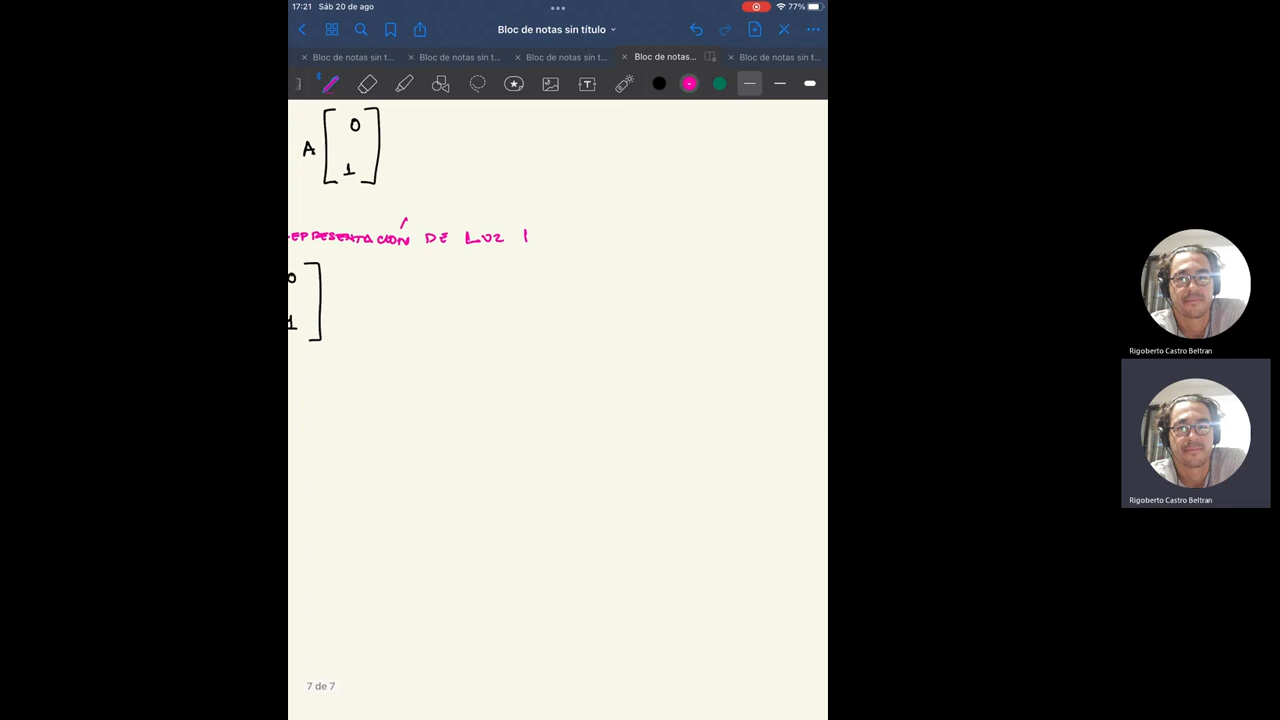 17:21 Sáb 20 de ago
77%
Bloc de notas sin título
Bloc de notas sin t...
Bloc de notas sin t...
Bloc de notas sin t...
Bloc de notas...
Bloc de notas sin t...
T
0
A
1
EPRESENTACIÓN DE LUZ
0
1
7 de 7
Rigoberto Castro Beltran
Rigoberto Castro Beltran